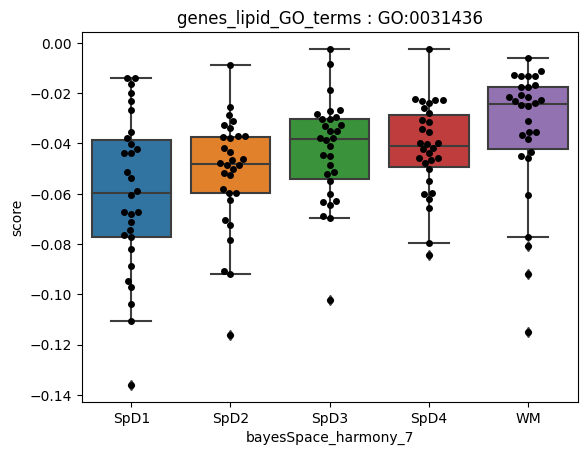 genes_lipid_GO_terms : GO:0031436
0.00
−0.02
−0.04
−0.06
−0.08
−0.10
−0.12
−0.14
score
SpD1 SpD2 SpD3 SpD4 WM
bayesSpace_harmony_7